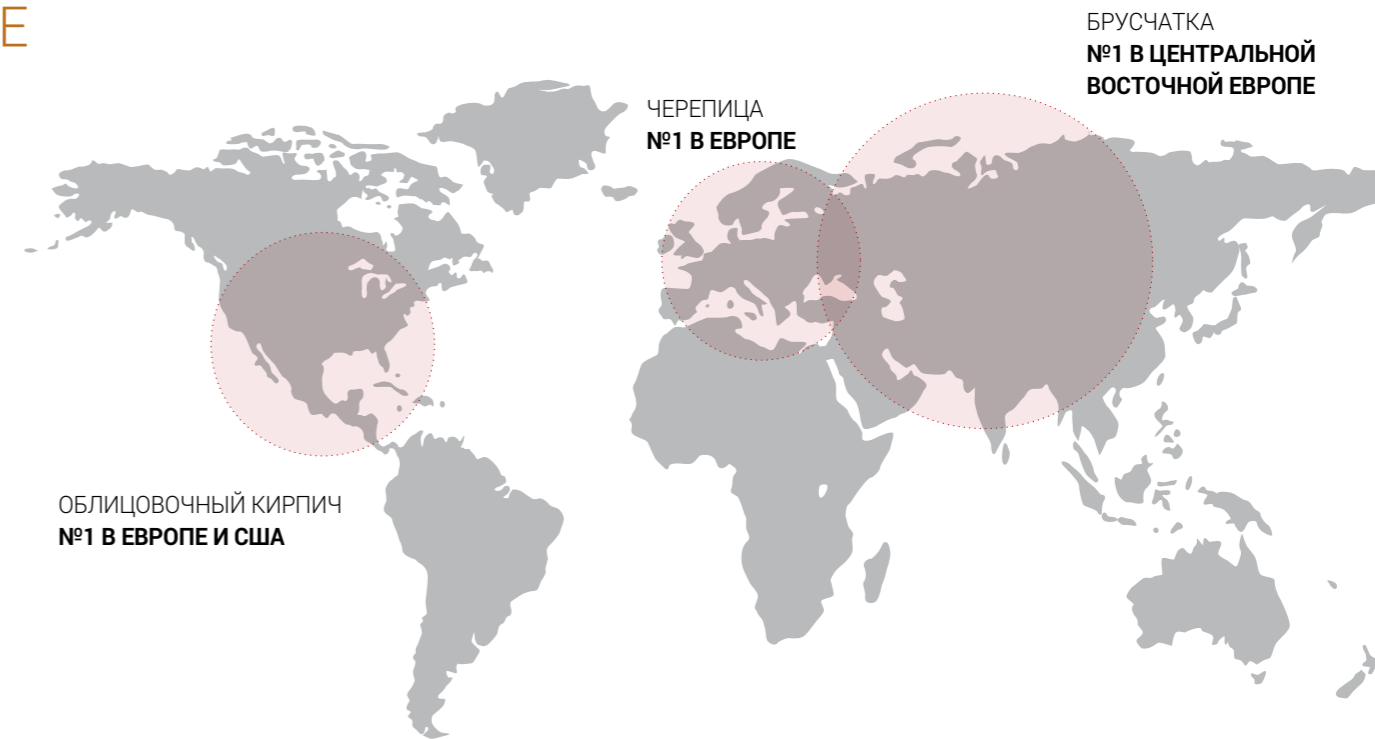 Е
БРУСЧАТКА
№1 В ЦЕНТРАЛЬНОЙ
ВОСТОЧНОЙ ЕВРОПЕ
ЧЕРЕПИЦА
№1 В ЕВРОПЕ
ОБЛИЦОВОЧНЫЙ КИРПИЧ
№1 В ЕВРОПЕ И США